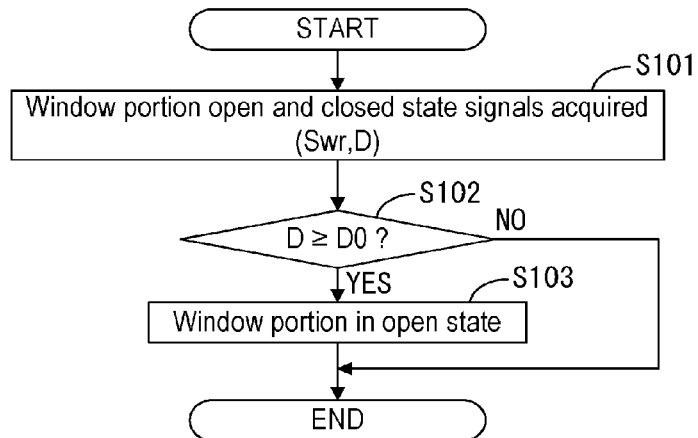 START
S101
Window portion open and closed state signals acquired
(Swr,D)
S102
D ≥ D0 ?
NO
YES
S103
Window portion in open state
END